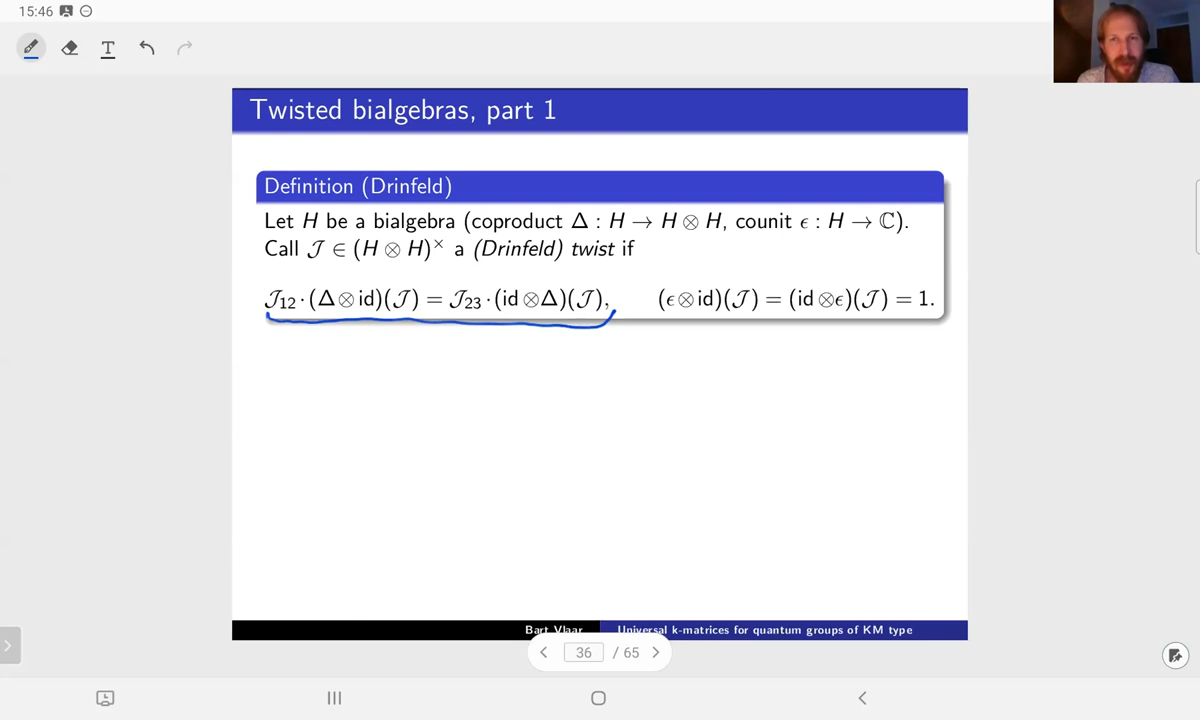 15:46
T
Twisted bialgebras, part 1
Definition (Drinfeld)
Let H be a bialgebra (coproduct Δ : H → H ⊗ H, counit ϵ : H → ℂ).
Call 𝒥 ∈ (H ⊗ H)× a (Drinfeld) twist if
𝒥₁₂ · (Δ ⊗ id)(𝒥) = 𝒥₂₃ · (id ⊗ Δ)(𝒥), (ϵ ⊗ id)(𝒥) = (id ⊗ ϵ)(𝒥) = 1.
Bart Vlaar Universal k-matrices for quantum groups of KM type
36 / 65